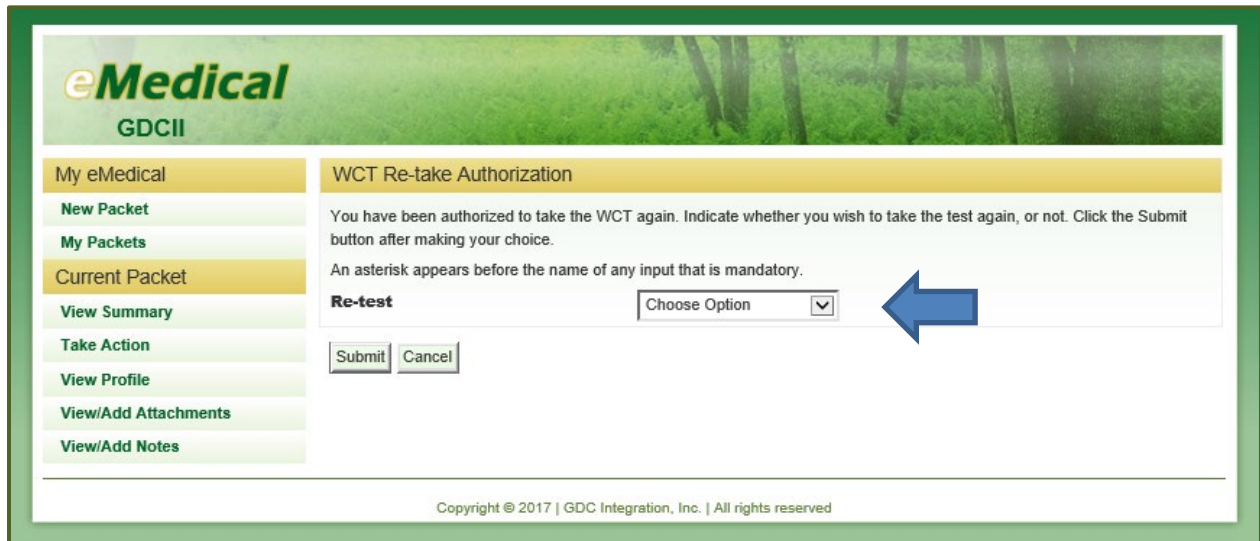 eMedical
GDCII
My eMedical
New Packet
My Packets
Current Packet
View Summary
Take Action
View Profile
View/Add Attachments
View/Add Notes
WCT Re-take Authorization
You have been authorized to take the WCT again. Indicate whether you wish to take the test again, or not. Click the Submit
button after making your choice.
An asterisk appears before the name of any input that is mandatory.
Re-test Choose Option
Submit Cancel
Copyright © 2017 | GDC Integration, Inc. | All rights reserved